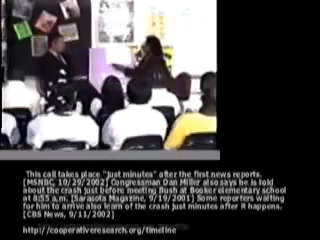 This call takes place "just minutes" after the first news reports.
[MSNBC, 10/29/2002] Congressman Dan Miller also says he is told
about the crash just before meeting Bush at Booker elementary school
at 8:55 a.m. [Sarasota Magazine, 9/19/2001] Some reporters waiting
for him to arrive also learn of the crash just minutes after it happens.
[CBS News, 9/11/2002]
http://cooperativeresearch.org/timeline